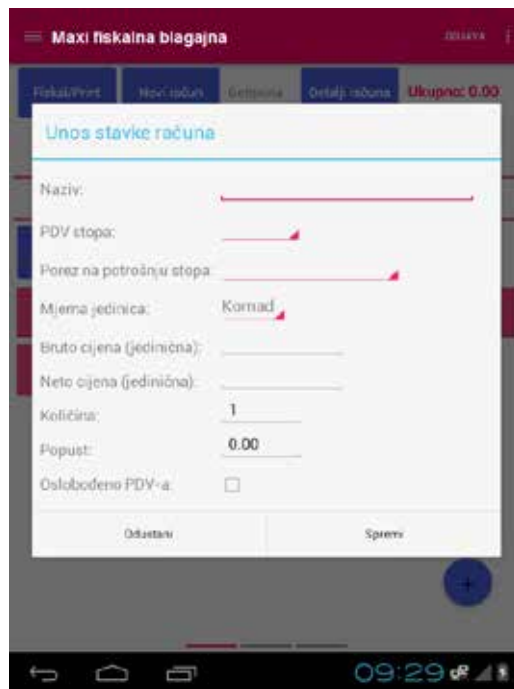 Maxi fiskalna blagajna ODJAVA
Fiskal/Print Novi račun Gotovina Detalji računa Ukupno: 0.00
Unos stavke računa
Naziv:
PDV stopa:
Porez na potrošnju stopa:
Mjerna jedinica: Komad
Bruto cijena (jedinična):
Neto cijena (jedinična):
Količina: 1
Popust: 0.00
Oslobođeno PDV-a:
Odustani Spremi
+
09:29